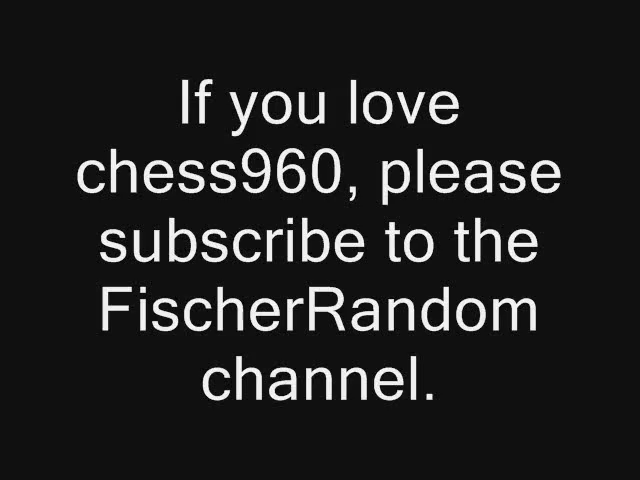 If you love
chess960, please
subscribe to the
FischerRandom
channel.